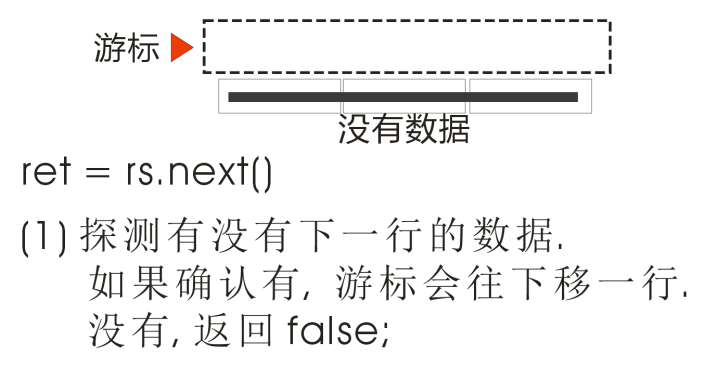 游标
没有数据
ret = rs.next()
(1) 探测有没有下一行的数据.
如果确认有, 游标会往下移一行.
没有, 返回 false;